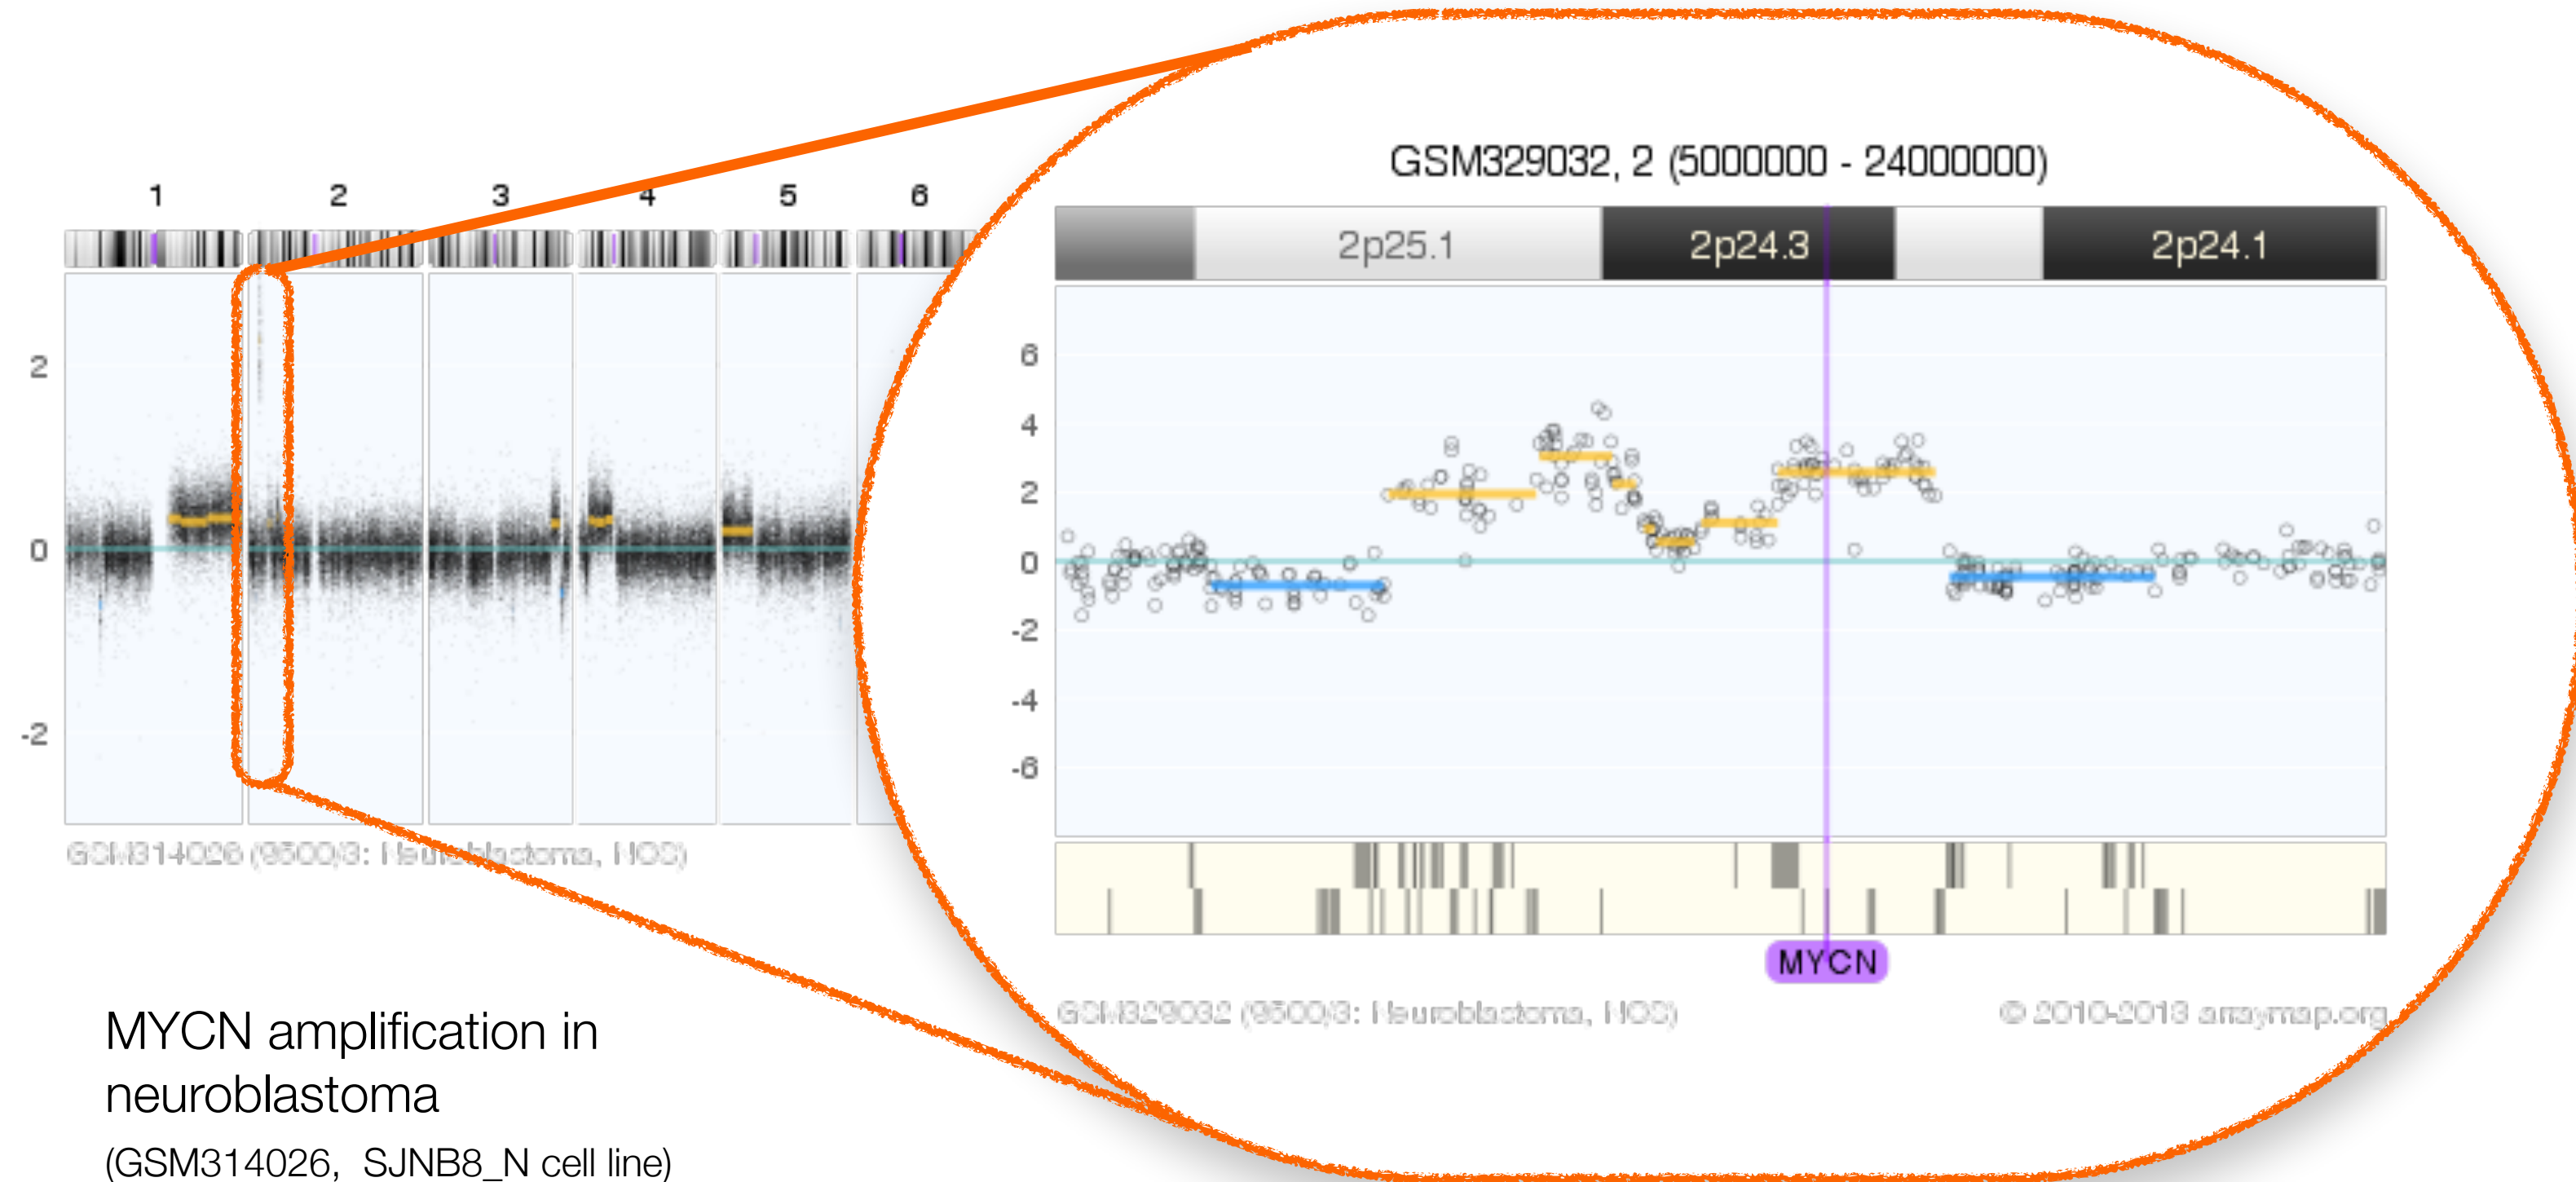 1 2 3 4 5 6
2
0
-2
GSM314026 (9500/3: Neuroblastoma, NOS)
GSM329032, 2 (5000000 - 24000000)
2p25.1 2p24.3 2p24.1
6
4
2
0
-2
-4
-6
MYCN
GSM329032 (9500/3: Neuroblastoma, NOS) © 2010-2013 arraymap.org
MYCN amplification in
neuroblastoma
(GSM314026, SJNB8_N cell line)